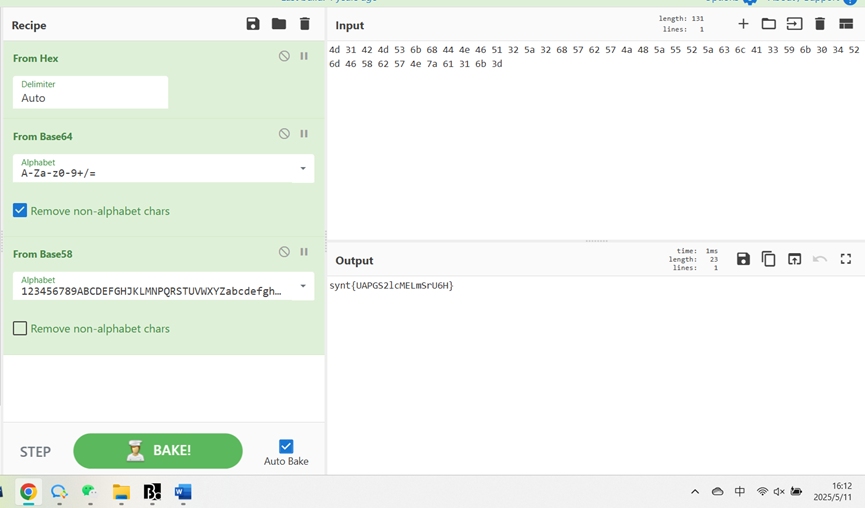 Recipe
From Hex
Delimiter
Auto
From Base64
Alphabet
A-Za-z0-9+/=
Remove non-alphabet chars
From Base58
Alphabet
123456789ABCDEFGHJKLMNPQRSTUVWXYZabcdefgh…
Remove non-alphabet chars
STEP
BAKE!
Auto Bake
Input
length: 131
lines: 1
4d 31 42 4d 53 6b 68 44 4e 46 51 32 5a 32 68 57 62 57 4a 48 5a 55 52 5a 63 6c 41 33 59 6b 30 34 52
6d 46 58 62 57 4e 7a 61 31 6b 3d
Output
time: 1ms
length: 23
lines: 1
synt{UAPGS2lcMELmSrU6H}
中
16:12
2025/5/11